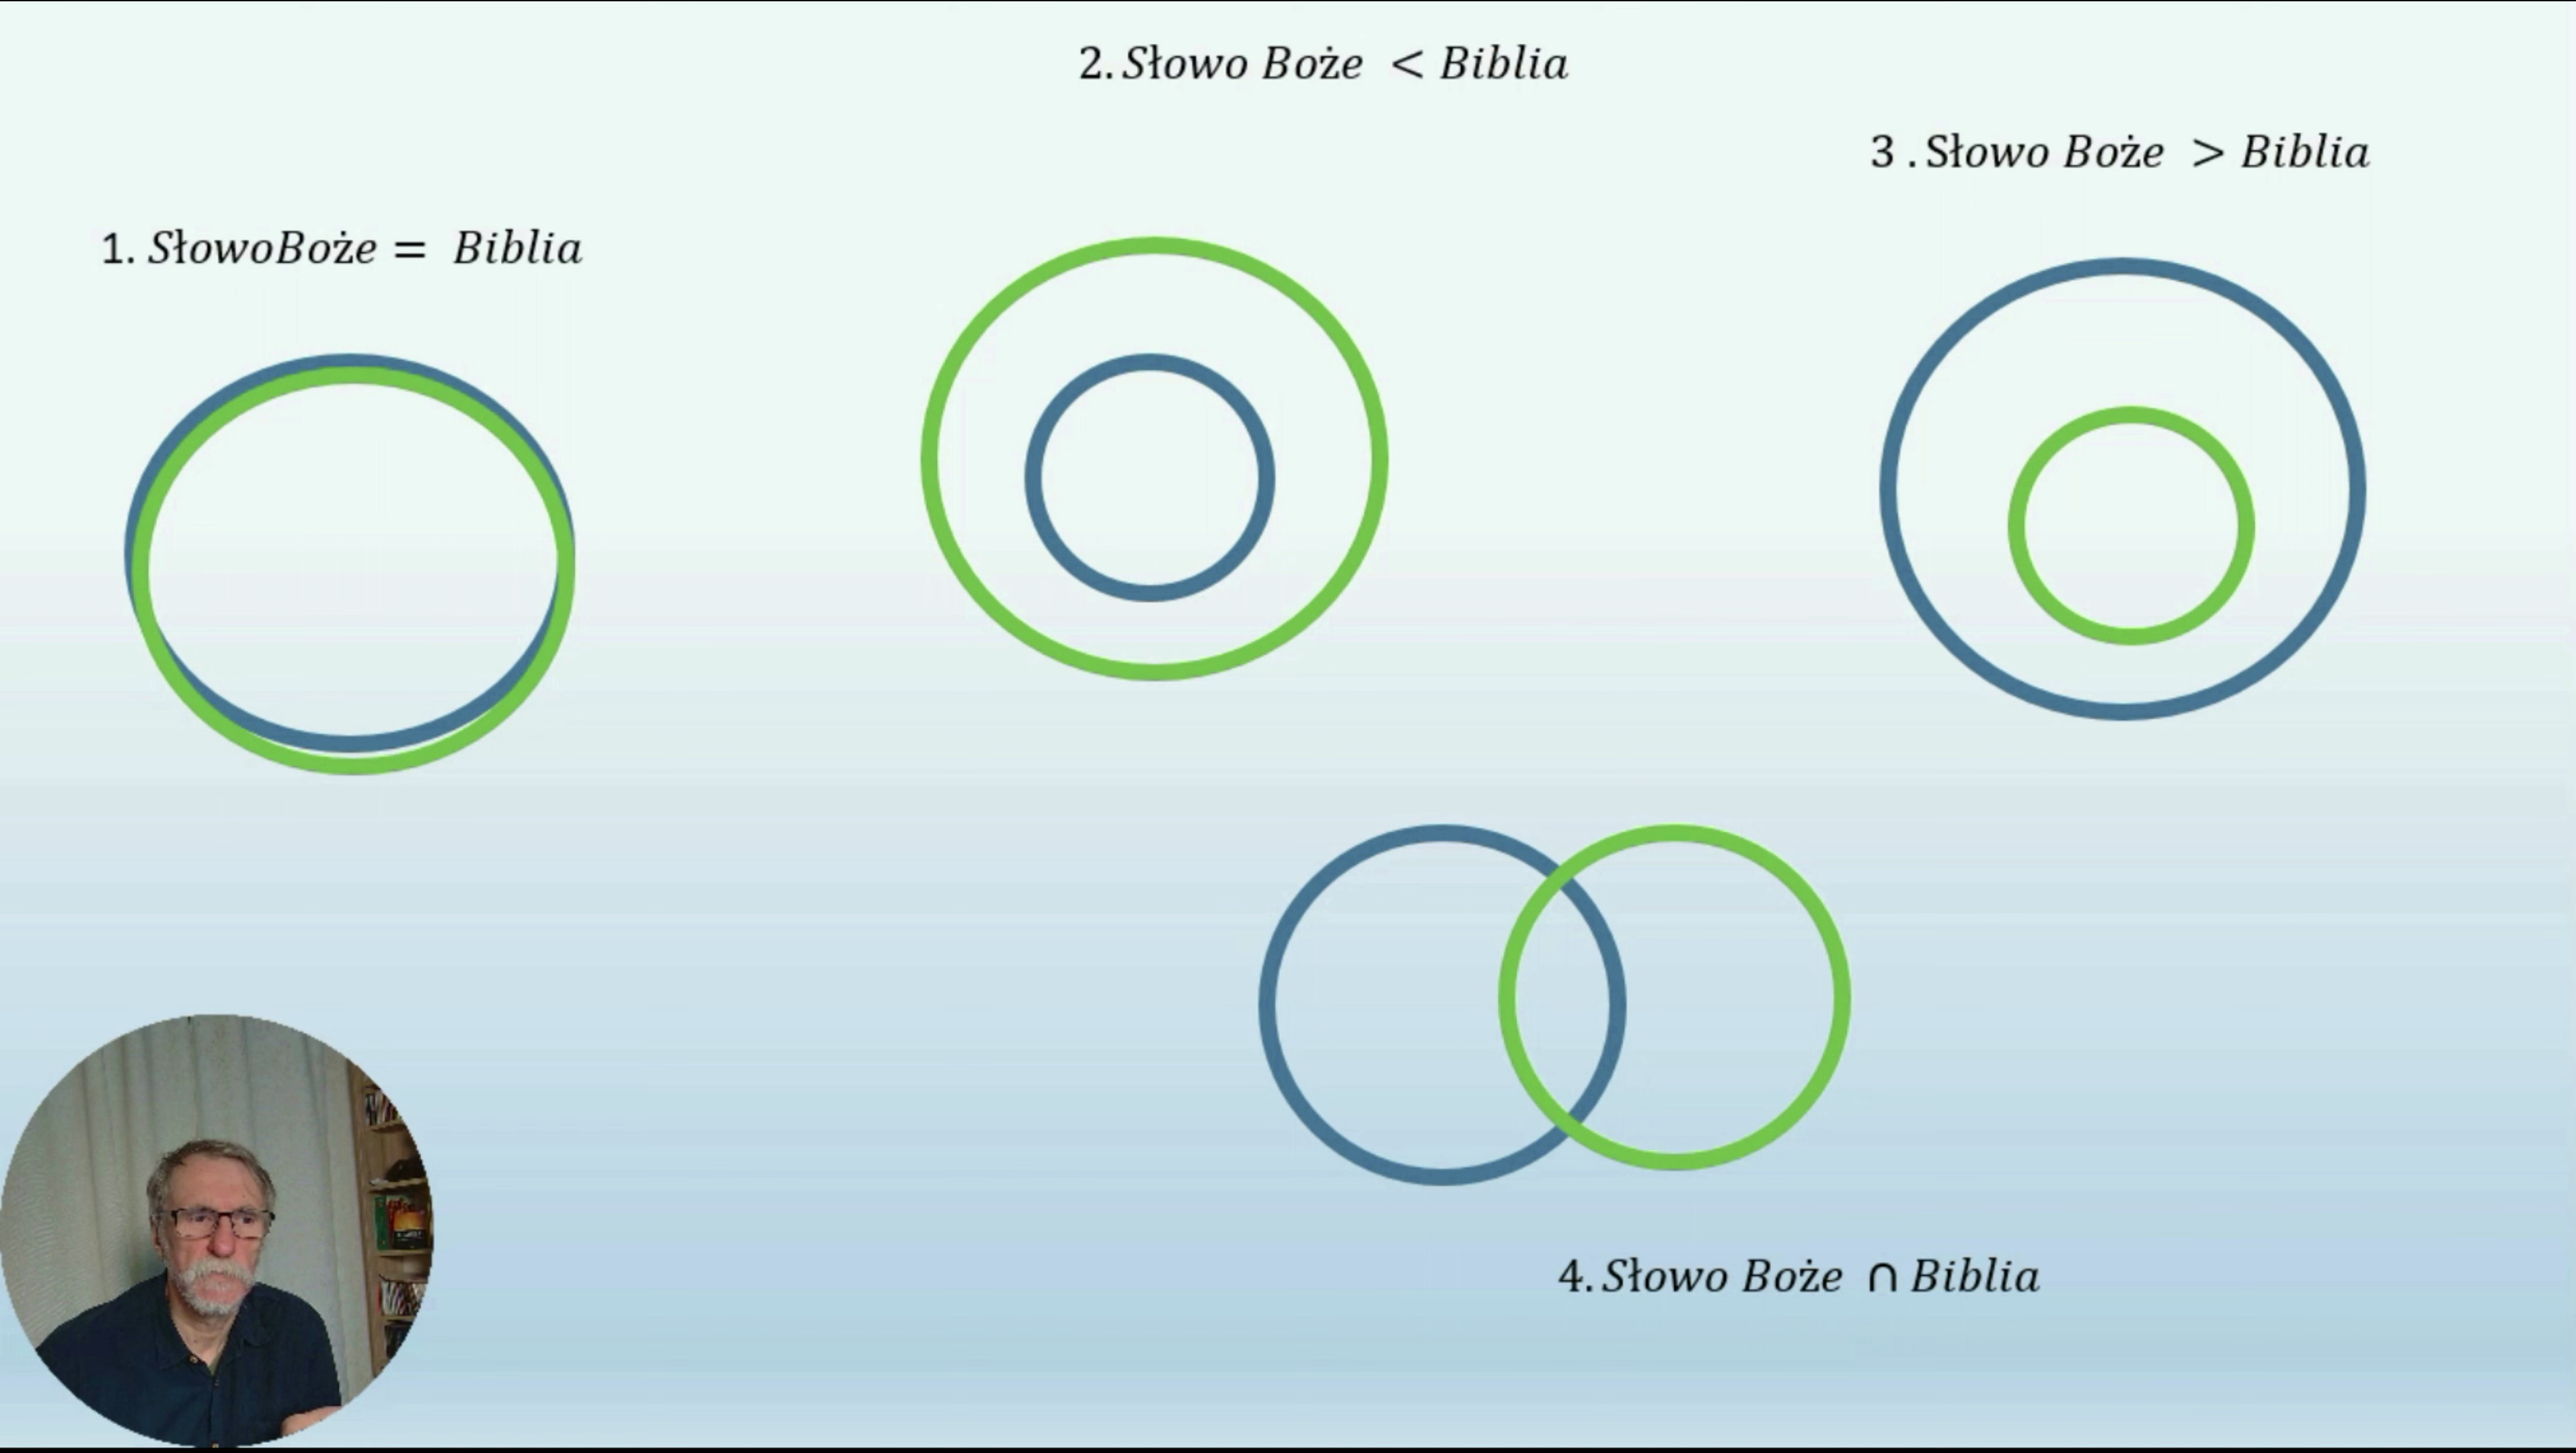 2. Słowo Boże < Biblia
3 . Słowo Boże > Biblia
1. SłowoBoże = Biblia
4. Słowo Boże ∩ Biblia